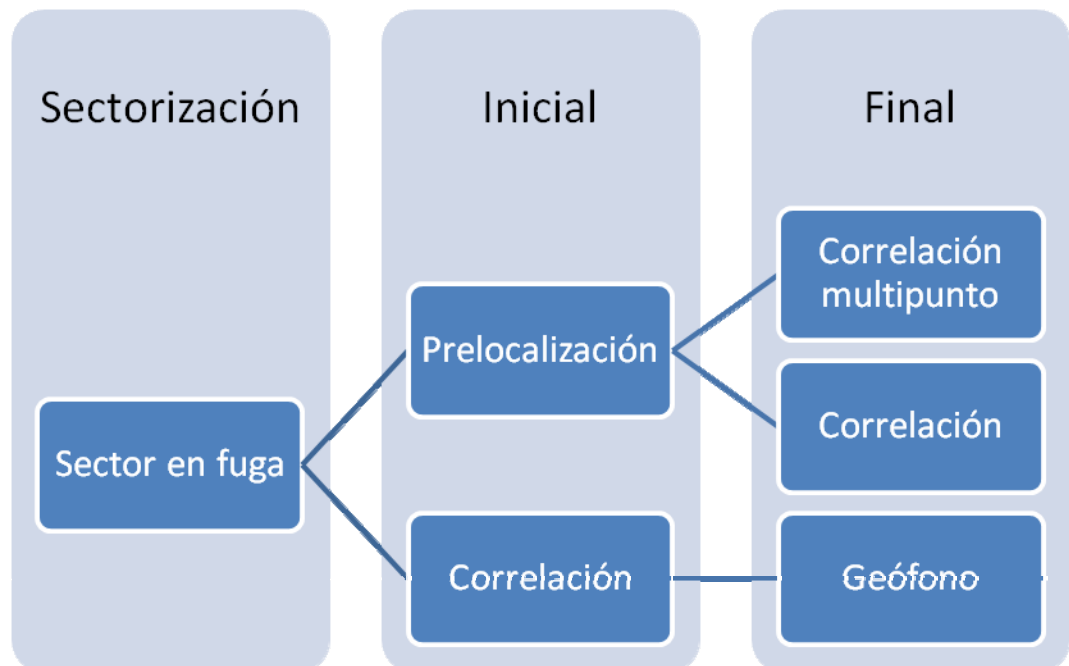 Sectorización
Inicial
Final
Sector en fuga
Prelocalización
Correlación
Correlación
multipunto
Correlación
Geófono